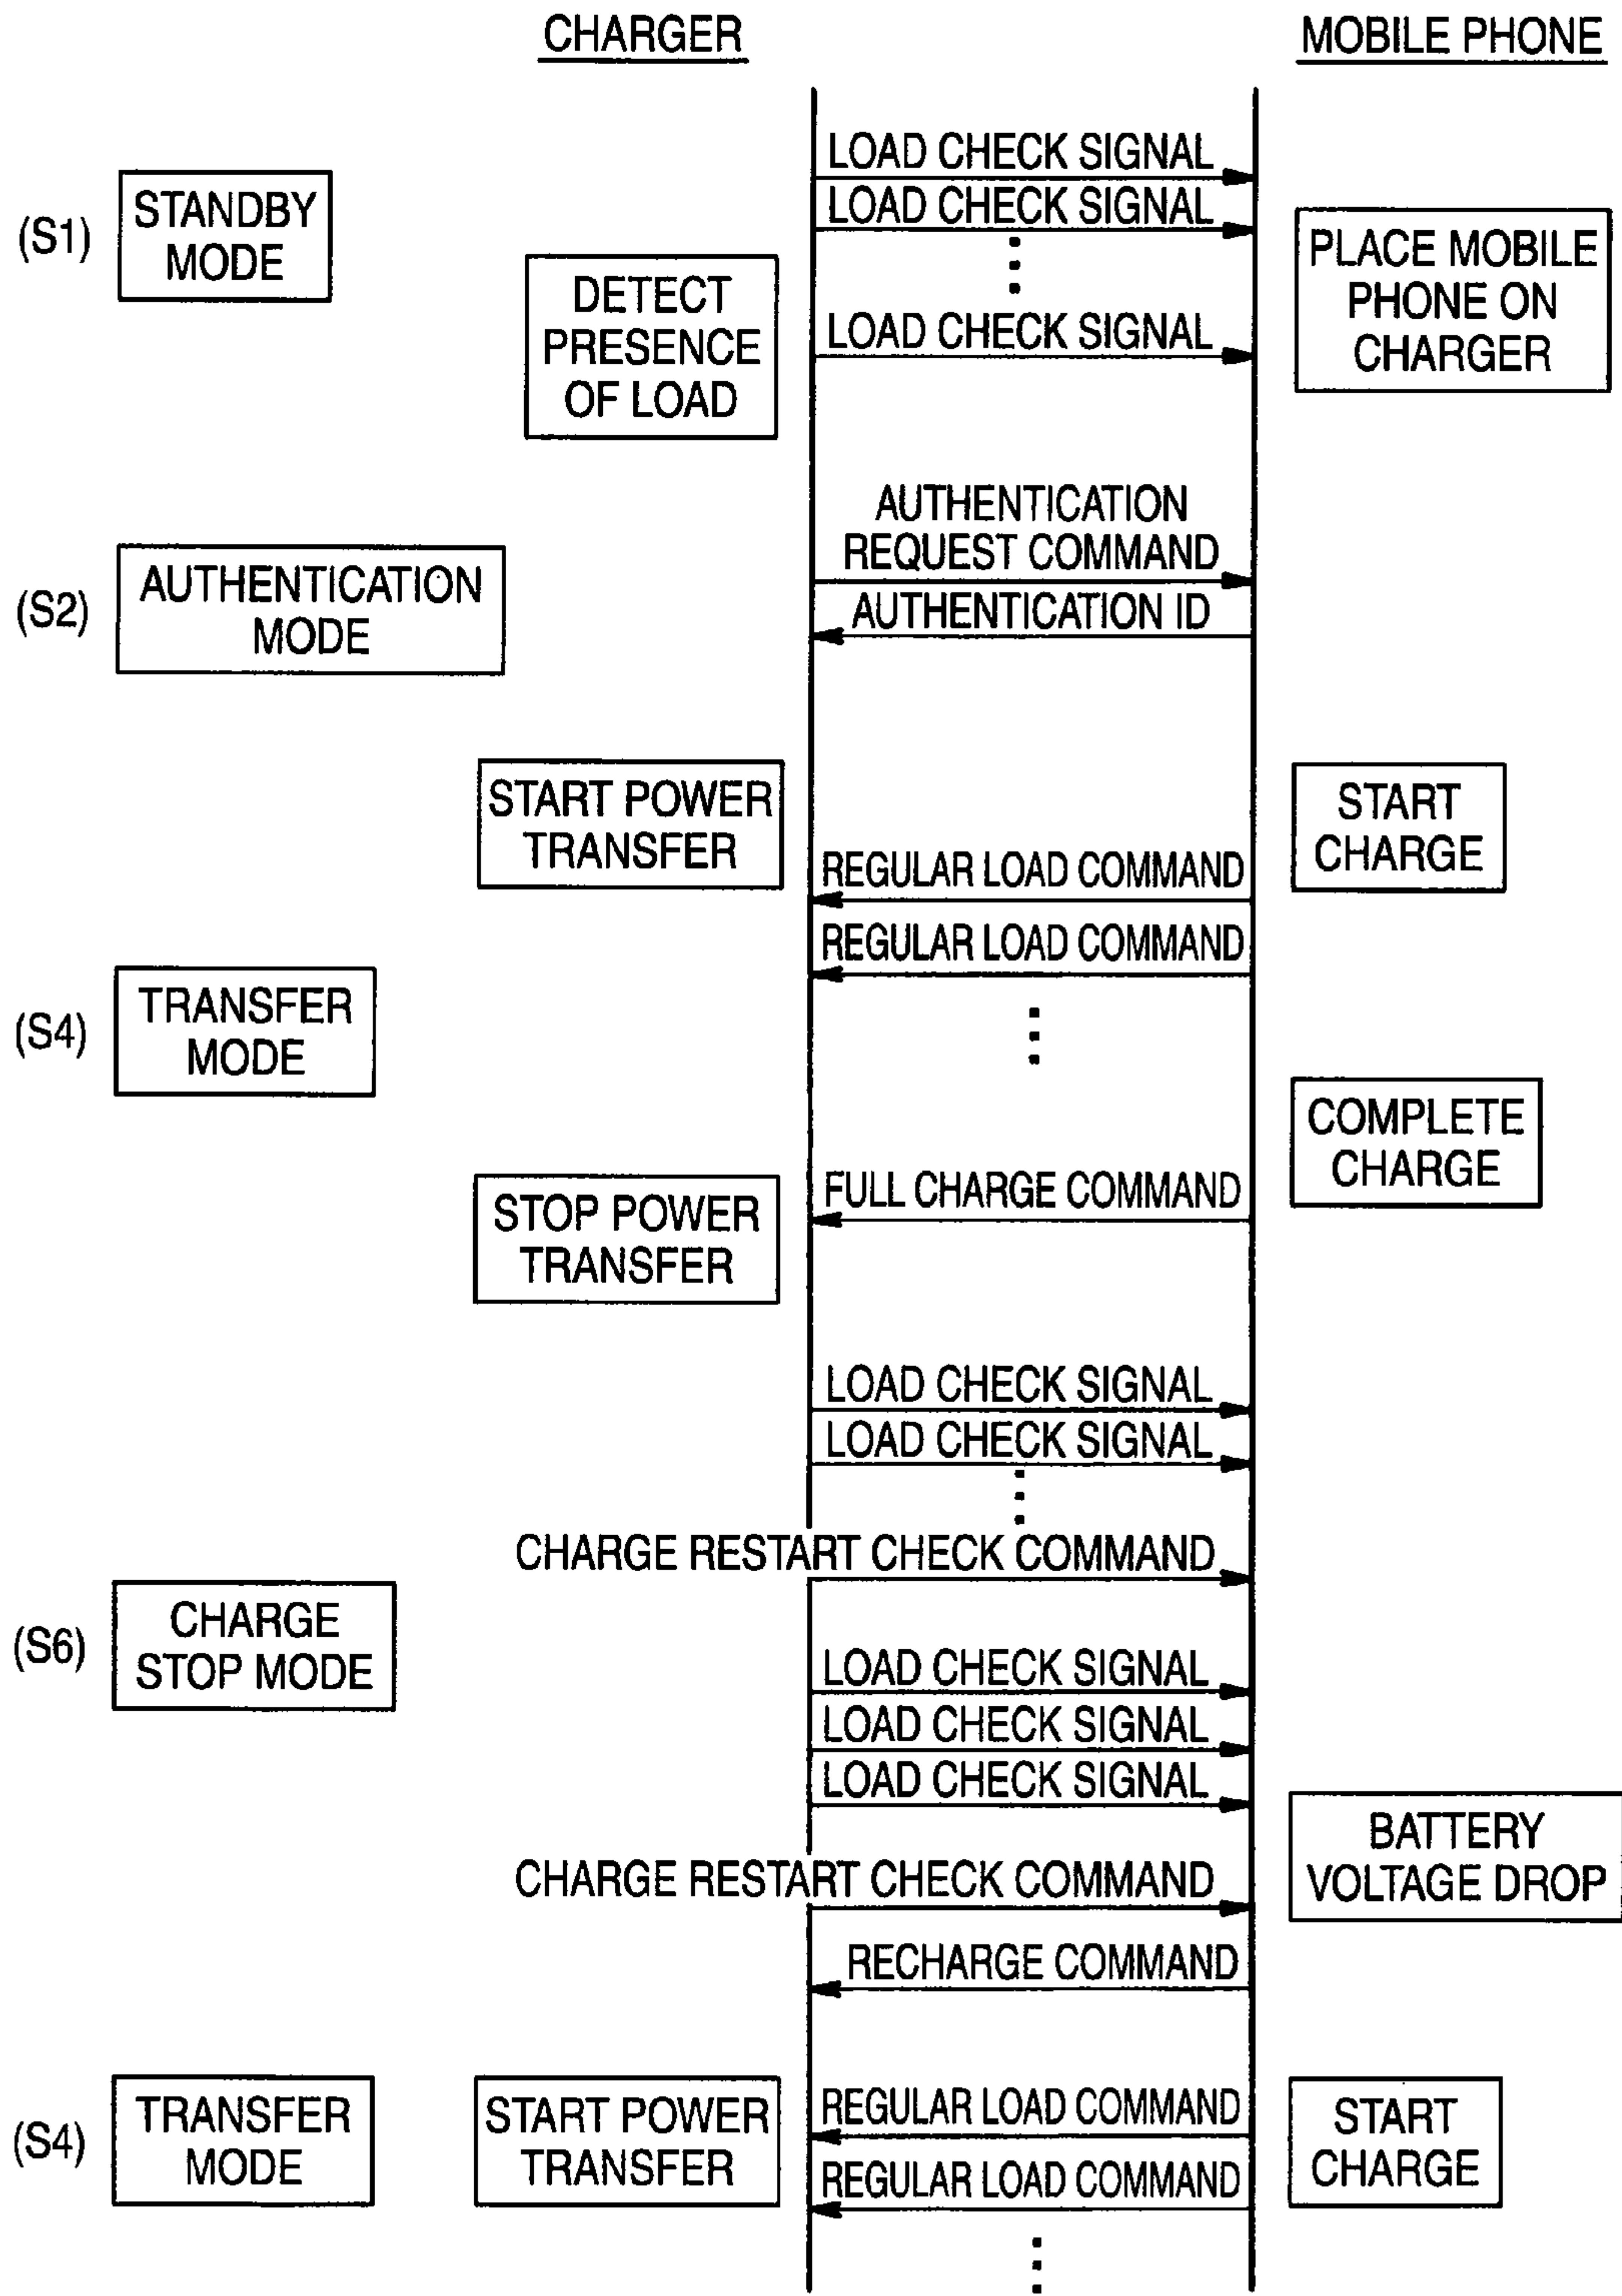 CHARGER
MOBILE PHONE
LOAD CHECK SIGNAL
LOAD CHECK SIGNAL
(S1)
STANDBY
MODE
PLACE MOBILE
PHONE ON
CHARGER
DETECT
PRESENCE
OF LOAD
LOAD CHECK SIGNAL
AUTHENTICATION
REQUEST COMMAND
(S2)
AUTHENTICATION
MODE
AUTHENTICATION ID
START POWER
TRANSFER
START
CHARGE
REGULAR LOAD COMMAND
REGULAR LOAD COMMAND
(S4)
TRANSFER
MODE
COMPLETE
CHARGE
FULL CHARGE COMMAND
STOP POWER
TRANSFER
LOAD CHECK SIGNAL
LOAD CHECK SIGNAL
CHARGE RESTART CHECK COMMAND
(S6)
CHARGE
STOP MODE
LOAD CHECK SIGNAL
LOAD CHECK SIGNAL
LOAD CHECK SIGNAL
BATTERY
VOLTAGE DROP
CHARGE RESTART CHECK COMMAND
RECHARGE COMMAND
(S4)
TRANSFER
MODE
START POWER
TRANSFER
REGULAR LOAD COMMAND
REGULAR LOAD COMMAND
START
CHARGE